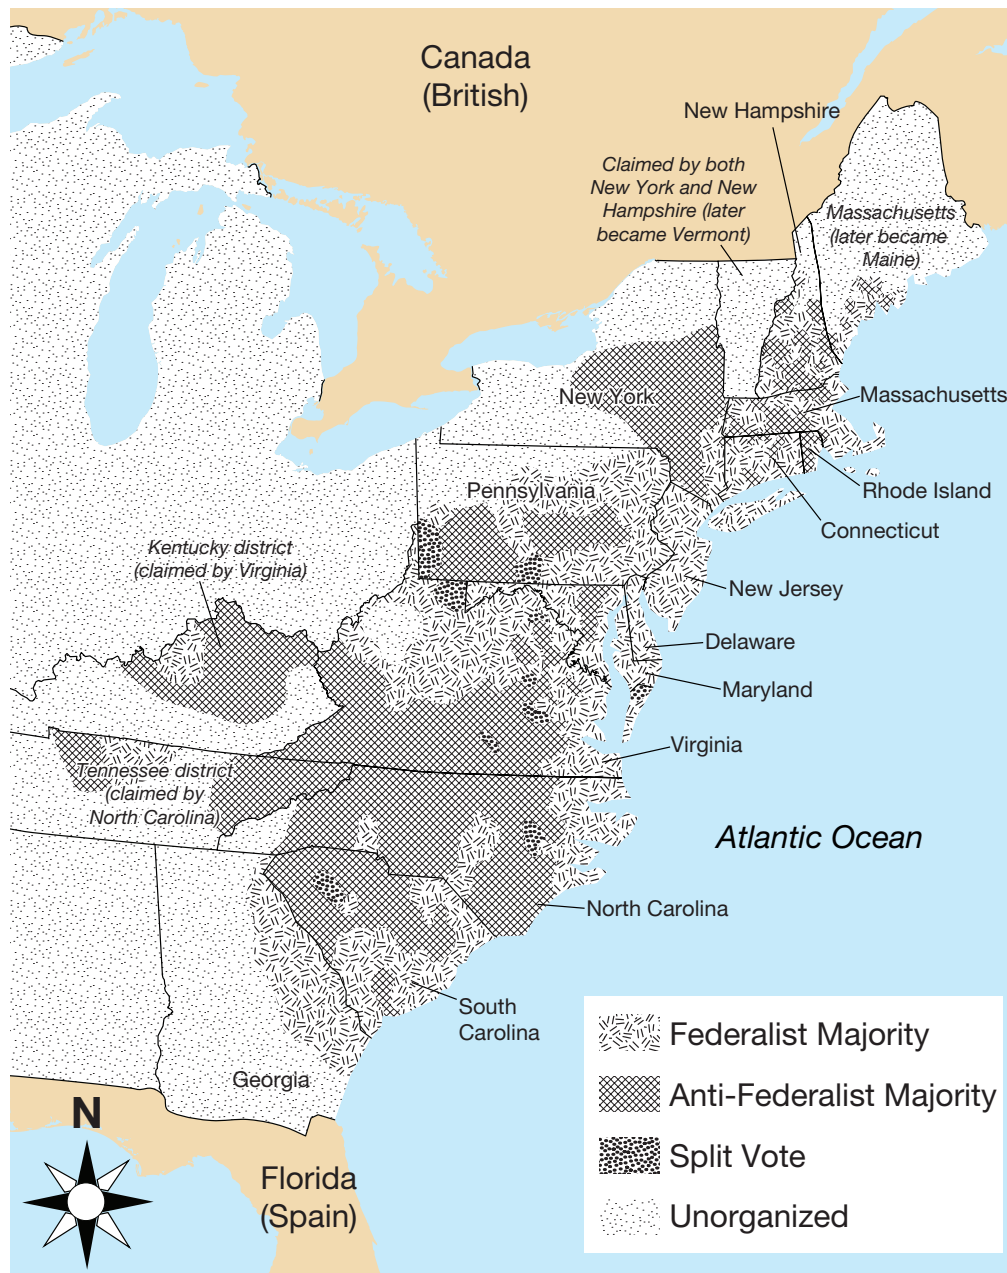 Canada
(British)
New Hampshire
Claimed by both
New York and New
Hampshire (later
became Vermont)
Massachusetts
(later became
Maine)
New York
Massachusetts
Rhode Island
Connecticut
Pennsylvania
Kentucky district
(claimed by Virginia)
New Jersey
Delaware
Maryland
Virginia
Tennessee district
(claimed by
North Carolina)
Atlantic Ocean
North Carolina
South
Carolina
Georgia
N
Florida
(Spain)
Federalist Majority
Anti-Federalist Majority
Split Vote
Unorganized